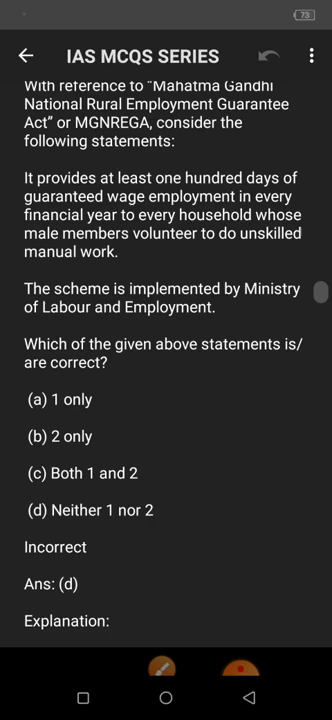 73
IAS MCQS SERIES
With reference to "Mahatma Gandhi
National Rural Employment Guarantee
Act" or MGNREGA, consider the
following statements:
It provides at least one hundred days of
guaranteed wage employment in every
financial year to every household whose
male members volunteer to do unskilled
manual work.
The scheme is implemented by Ministry
of Labour and Employment.
Which of the given above statements is/
are correct?
(a) 1 only
(b) 2 only
(c) Both 1 and 2
(d) Neither 1 nor 2
Incorrect
Ans: (d)
Explanation: